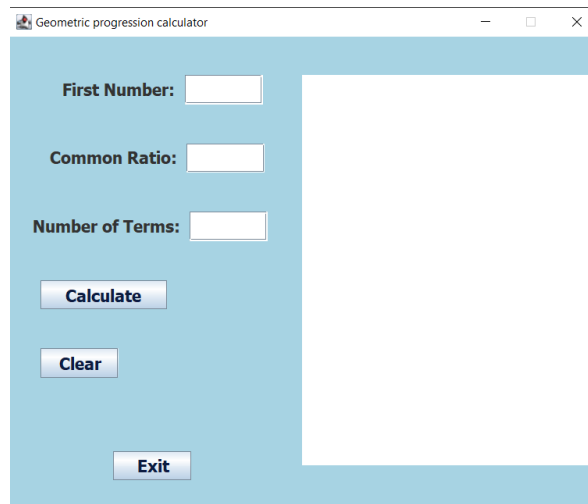 Geometric progression calculator
First Number:
Common Ratio:
Number of Terms:
Calculate
Clear
Exit